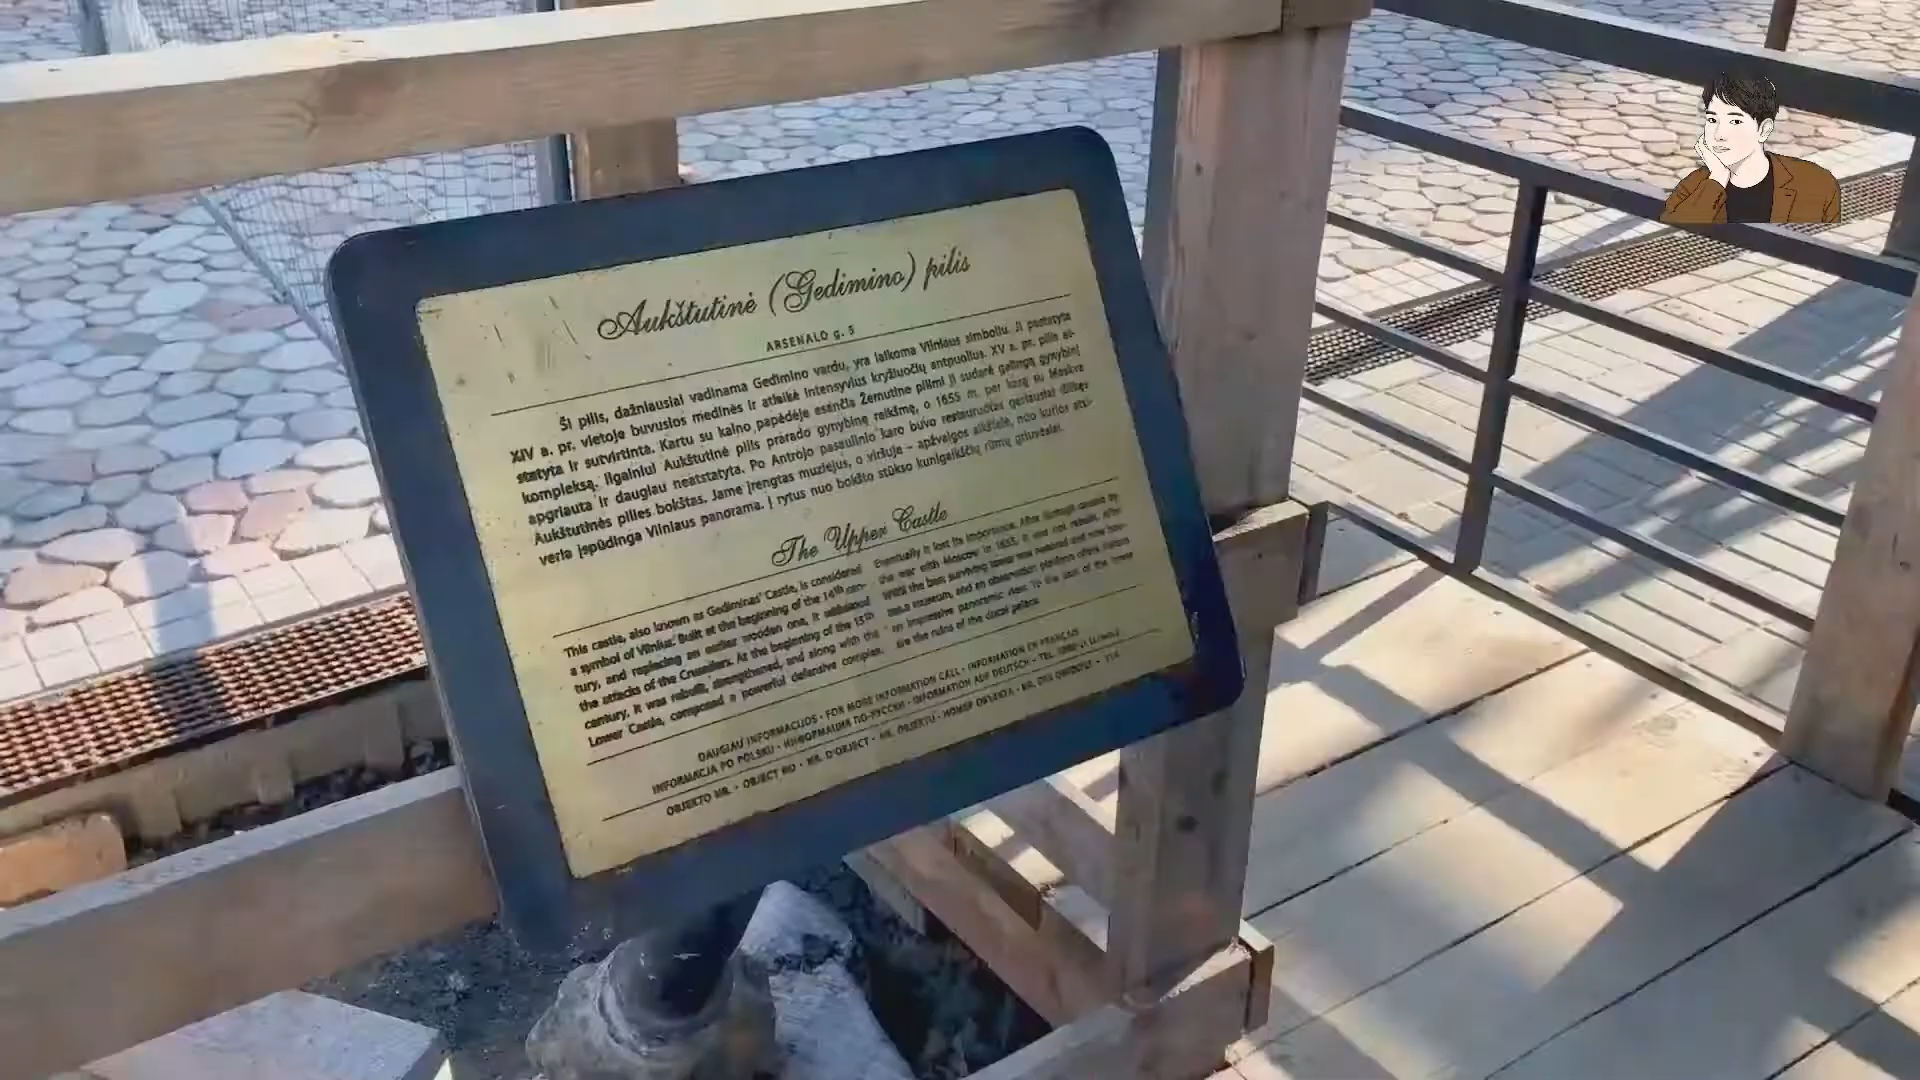 Aukštutinė (Gedimino) pilis
ARSENALO g. 5
Ši pilis, dažniausiai vadinama Gedimino vardu, yra laikoma Vilniaus simboliu. Ji pastatyta
XIV a. pr. vietoje buvusios medinės ir atlaikė intensyvius kryžiuočių antpuolius. XV a. pr. pilis at-
statyta ir sutvirtinta. Kartu su kalno papėdėje esančia Žemutine pilimi ji sudarė galingą gynybinį
kompleksą. Ilgainiui Aukštutinė pilis prarado gynybinę reikšmę, o 1655 m. per karą su Maskva
apgriauta ir daugiau neatstatyta. Po Antrojo pasaulinio karo buvo restauruotas geriausiai išlikęs
Aukštutinės pilies bokštas. Jame įrengtas muziejus, o viršuje – apžvalgos aikštelė, nuo kurios atsi-
veria įspūdinga Vilniaus panorama. Į rytus nuo bokšto stūkso kunigaikščių rūmų griuvėsiai.
The Upper Castle
This castle, also known as Gediminas' Castle, is considered
a symbol of Vilnius. Built at the beginning of the 14th cen-
tury, and replacing an earlier wooden one, it withstood
the attacks of the Crusaders. At the beginning of the 15th
century, it was rebuilt, strengthened, and along with the
Lower Castle, composed a powerful defensive complex.
Eventually it lost its importance. After damage caused by
the war with Moscow in 1655, it was not rebuilt. After
WWII the best surviving tower was restored and now
a museum, and an observation platform offers visitors
an impressive panoramic view. To the east of the tower
are the ruins of the ducal palace.
DAUGIAU INFORMACIJOS · FOR MORE INFORMATION CALL · INFORMATION EN FRANÇAIS
INFORMACJA PO POLSKU · ИНФОРМАЦИЯ ПО-РУССКИ · INFORMATION AUF DEUTSCH · TEL.
OBJEKTO NR. · OBJECT NO · NR. D'OBJECT · NR. OBJEKTU · НОМЕР ОБЪЕКТА · NR. DES OBJEKTS